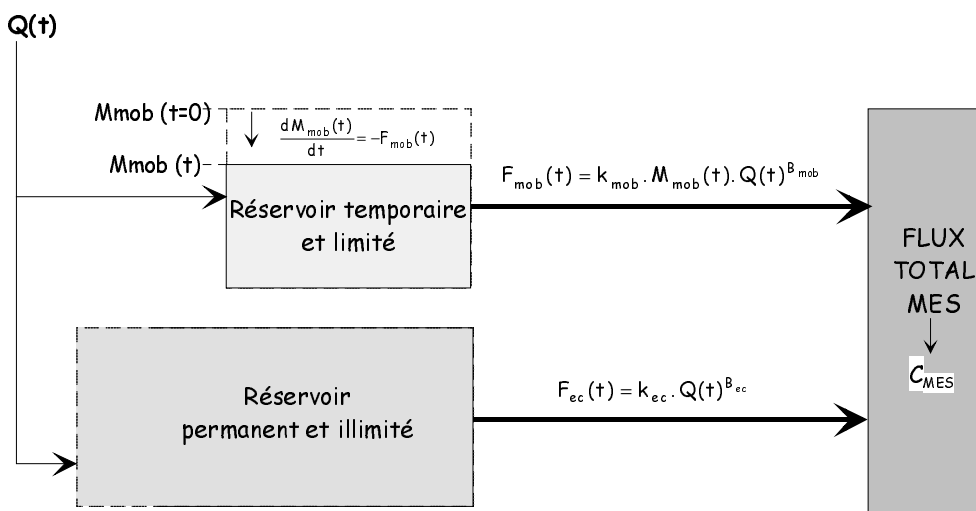 Q(t)
Mmob (t=0)
dM_mob(t)/dt = -F_mob(t)
Mmob (t)
F_mob(t) = k_mob . M_mob(t). Q(t)^B_mob
Réservoir temporaire
et limité
FLUX
TOTAL
MES
C_MES
Réservoir
permanent et illimité
F_ec(t) = k_ec . Q(t)^B_ec